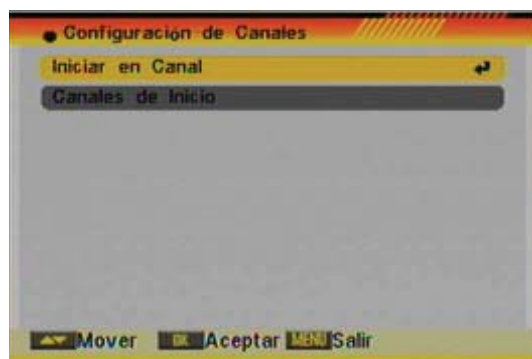 Configuración de Canales
Iniciar en Canal
Canales de Inicio
Mover OK Aceptar MENU Salir